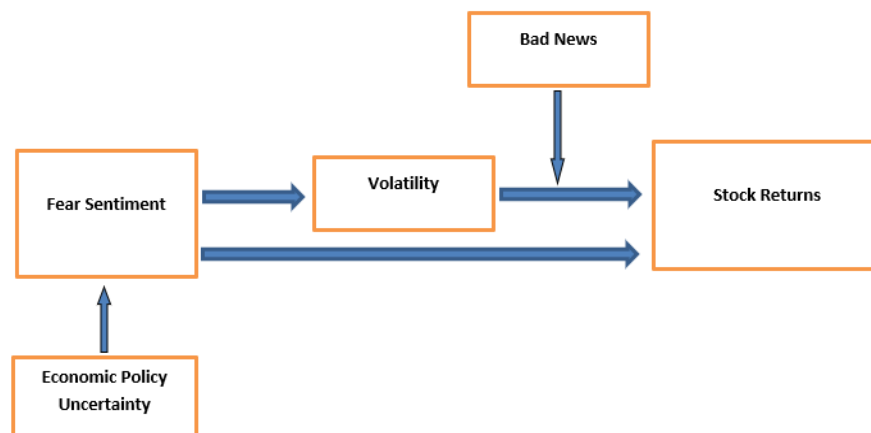 Bad News
Volatility
Fear Sentiment
Stock Returns
Economic Policy
Uncertainty